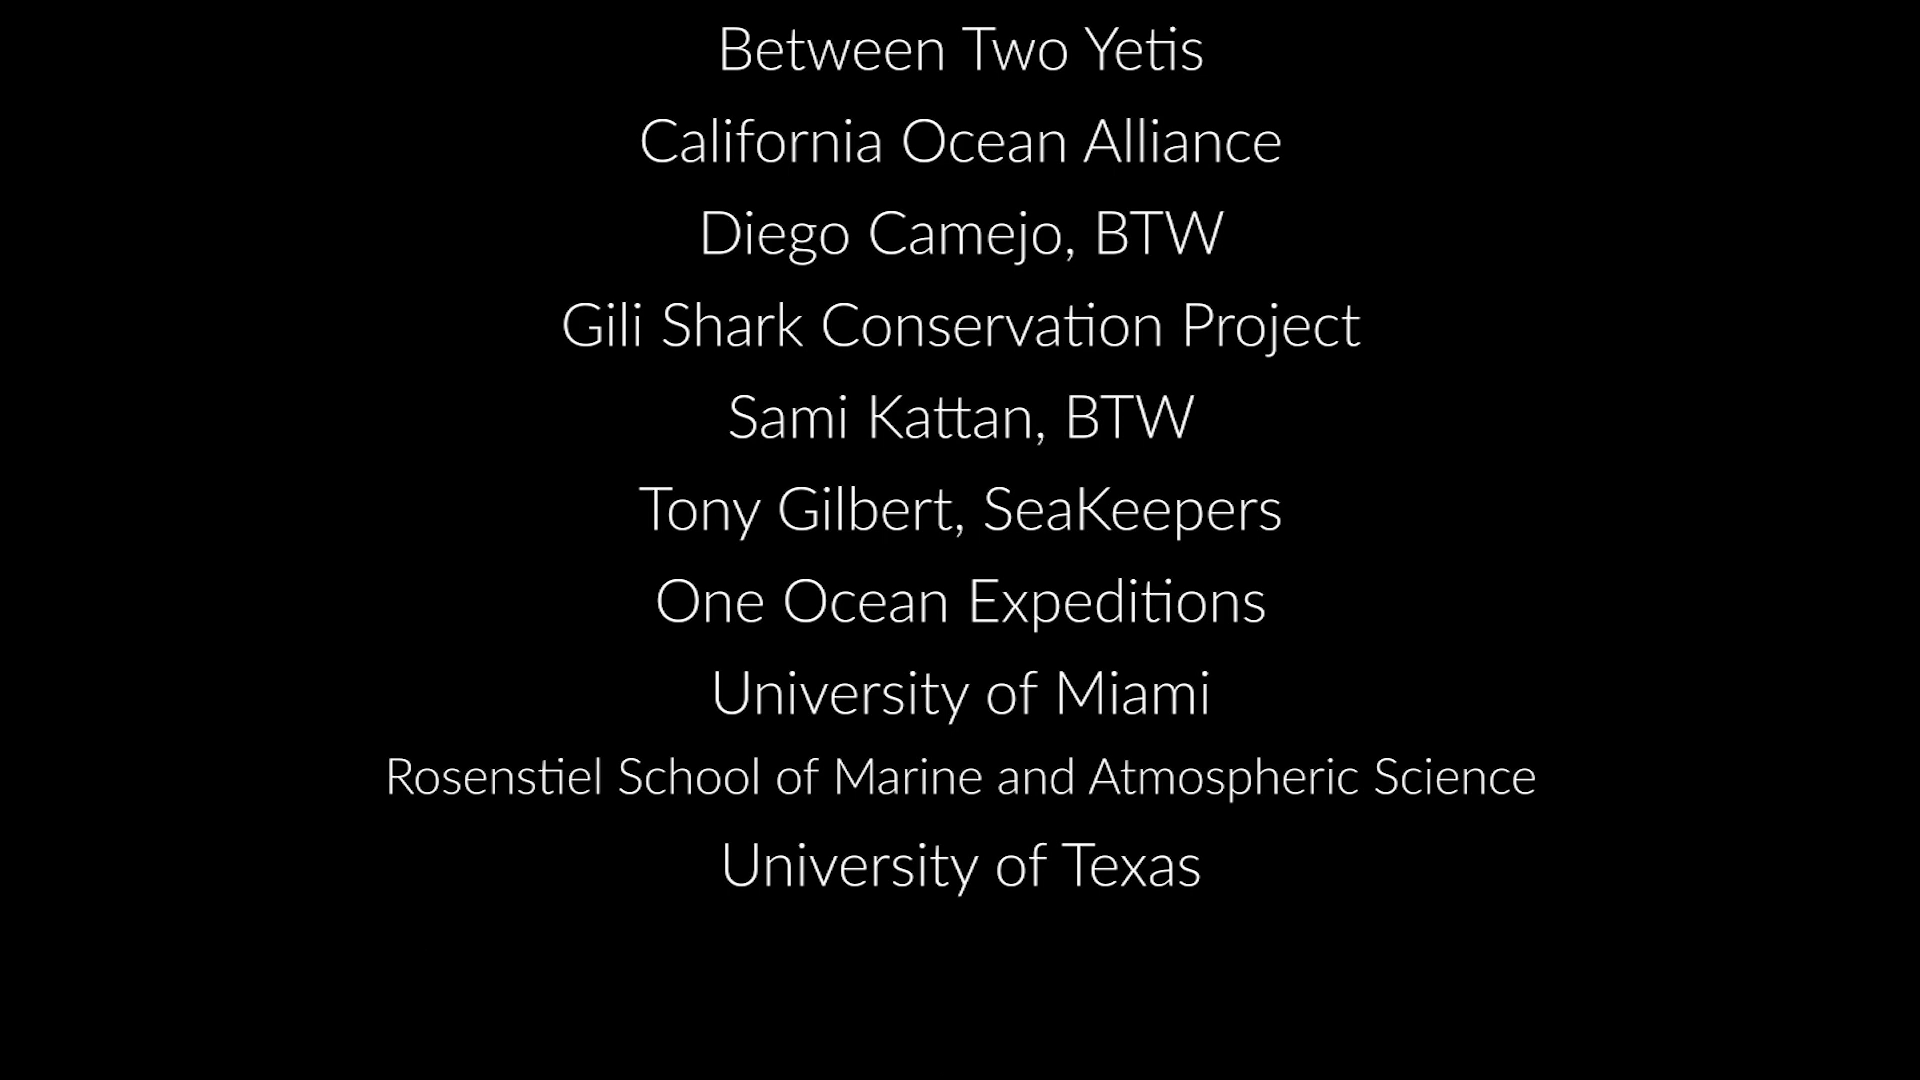 Between Two Yetis
California Ocean Alliance
Diego Camejo, BTW
Gili Shark Conservation Project
Sami Kattan, BTW
Tony Gilbert, SeaKeepers
One Ocean Expeditions
University of Miami
Rosenstiel School of Marine and Atmospheric Science
University of Texas